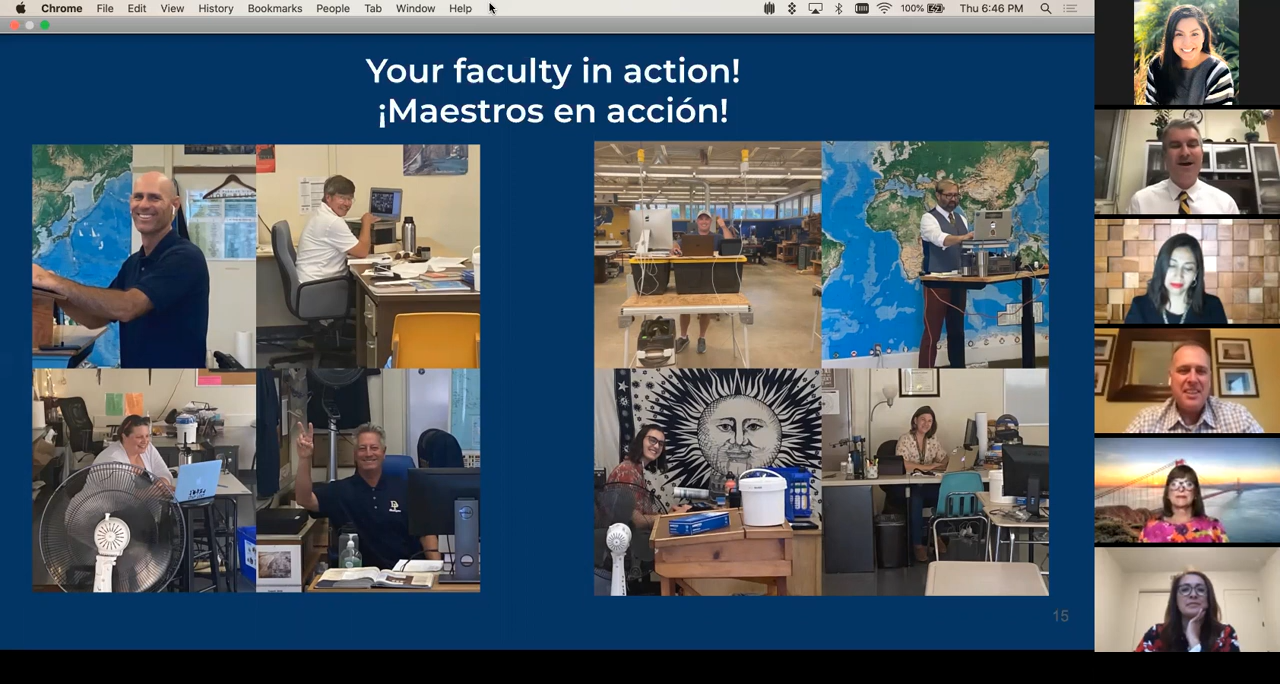 Chrome File Edit View History Bookmarks People Tab Window Help
100% Thu 6:46 PM
Your faculty in action!
¡Maestros en acción!
15